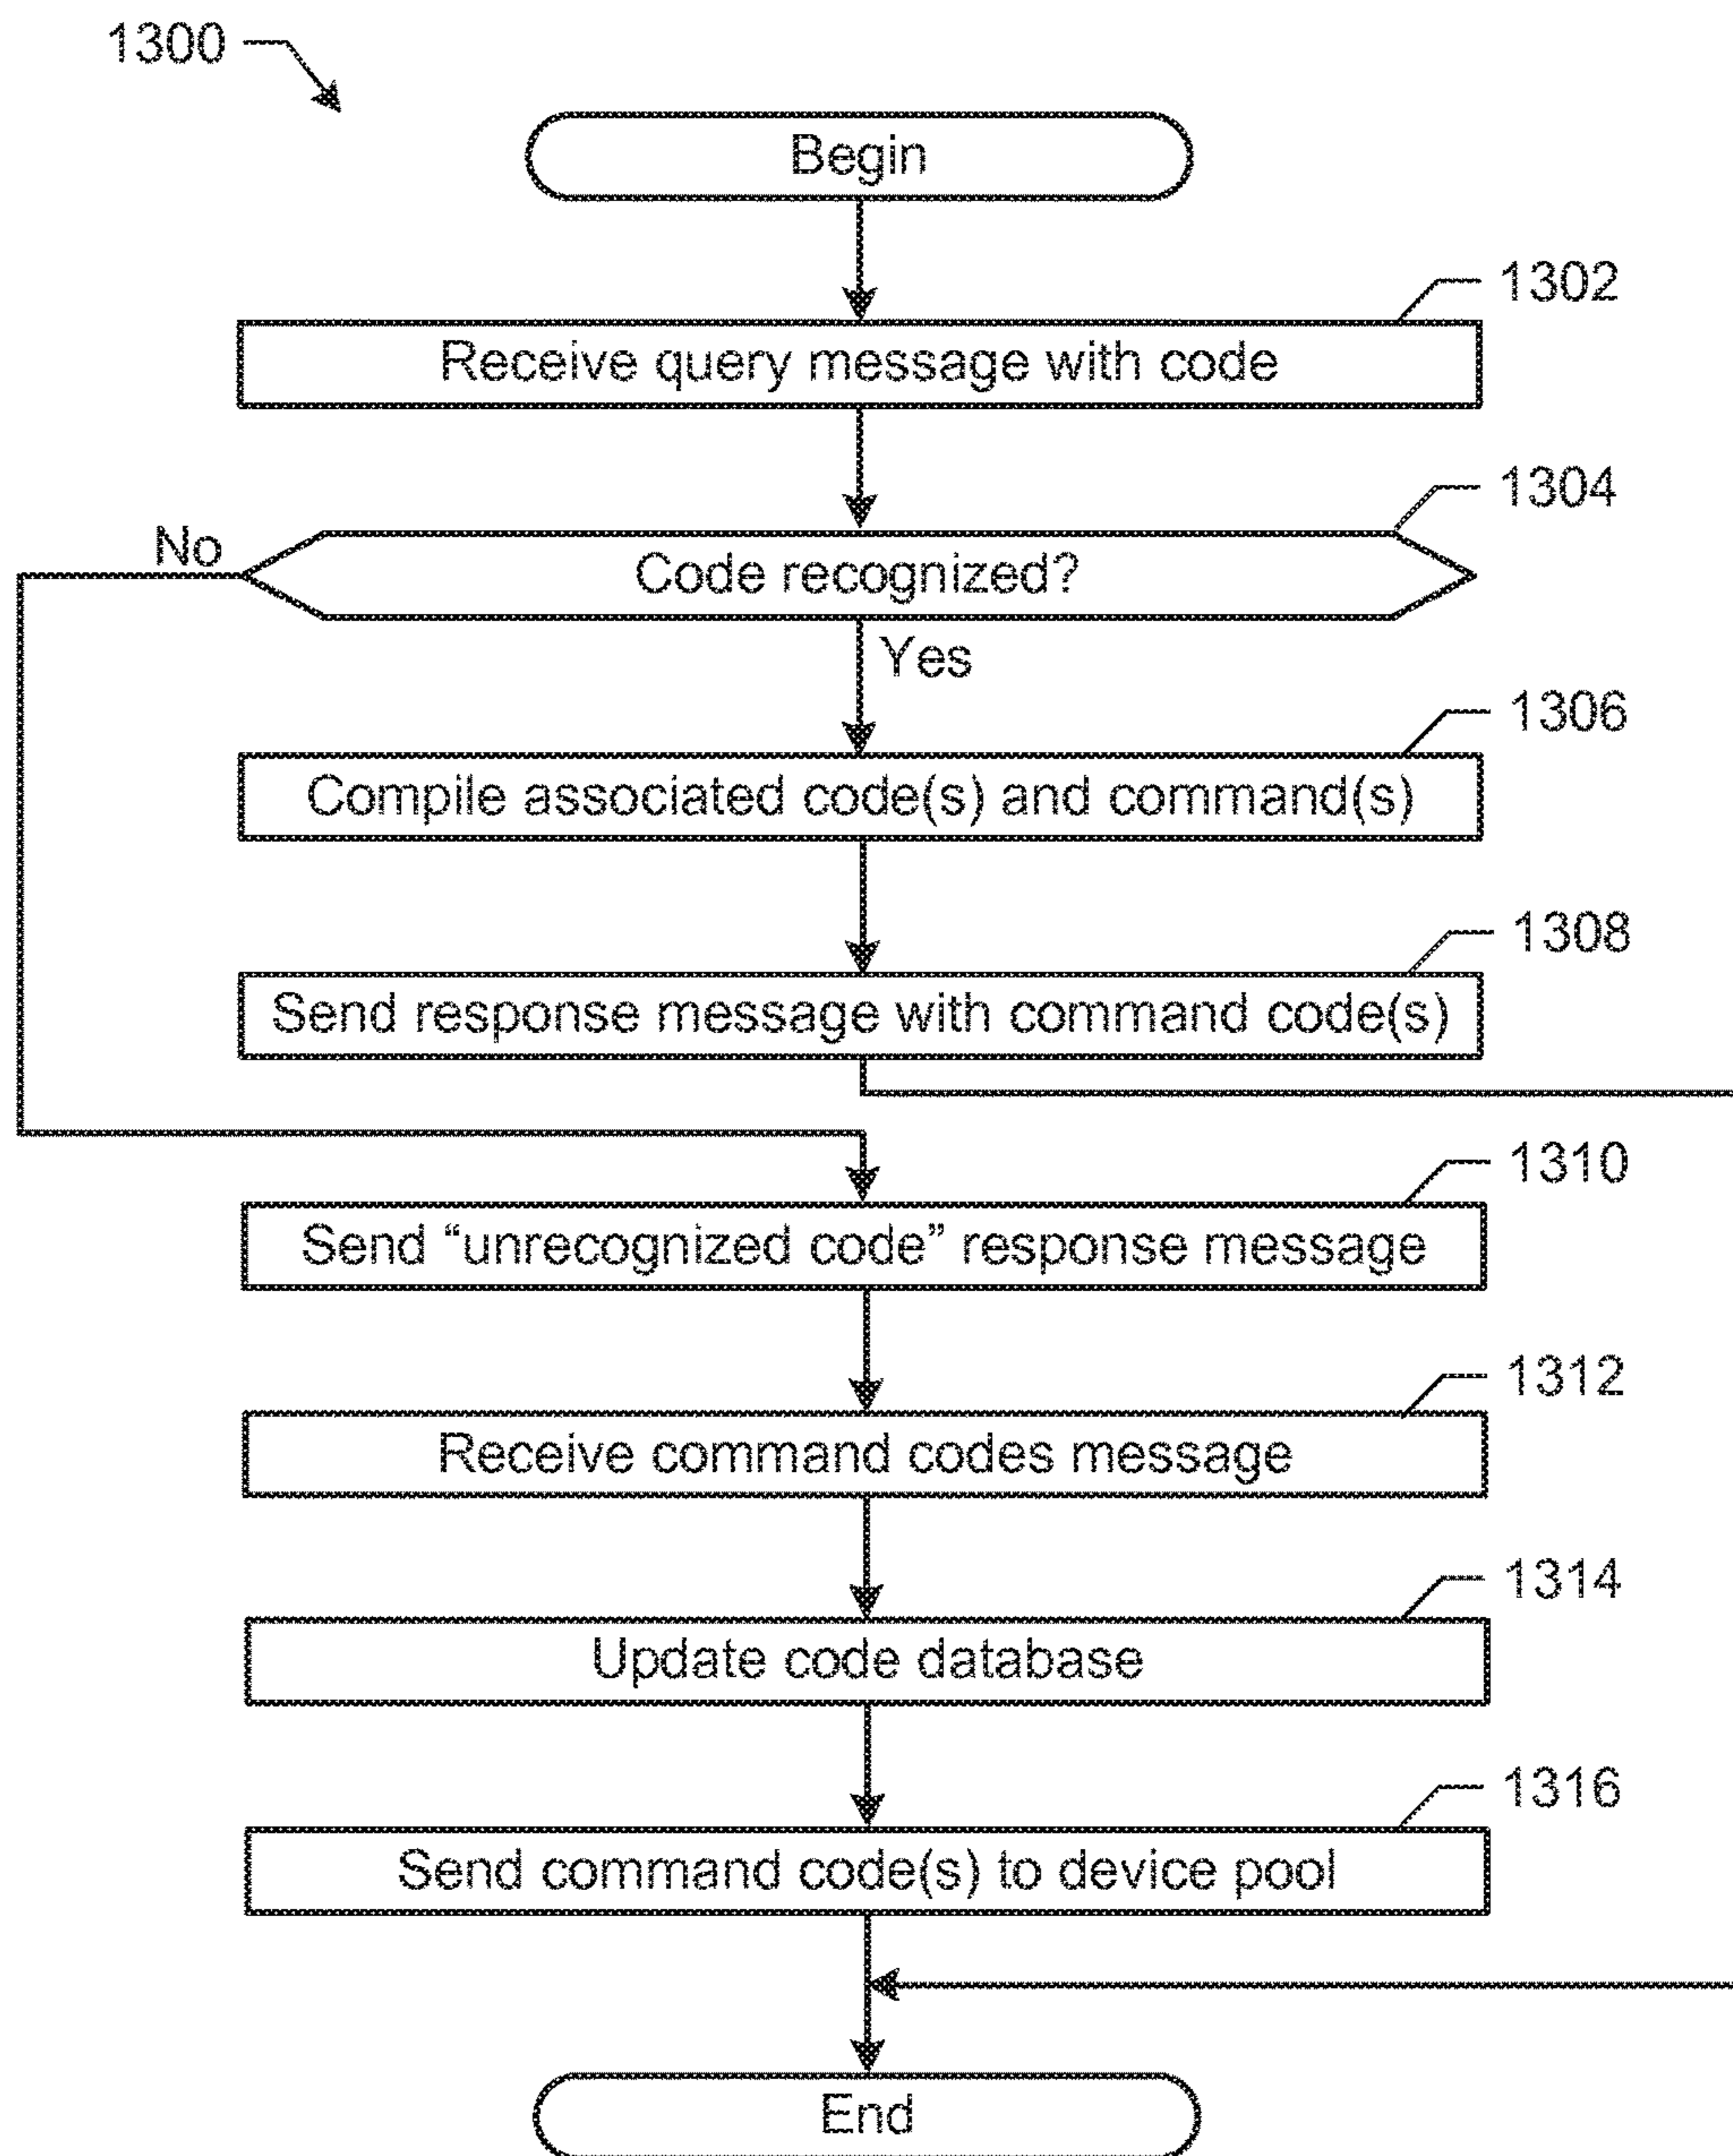 1300
Begin
1302
Receive query message with code
1304
No
Code recognized?
Yes
1306
Compile associated code(s) and command(s)
1308
Send response message with command code(s)
1310
Send “unrecognized code” response message
1312
Receive command codes message
1314
Update code database
1316
Send command code(s) to device pool
End